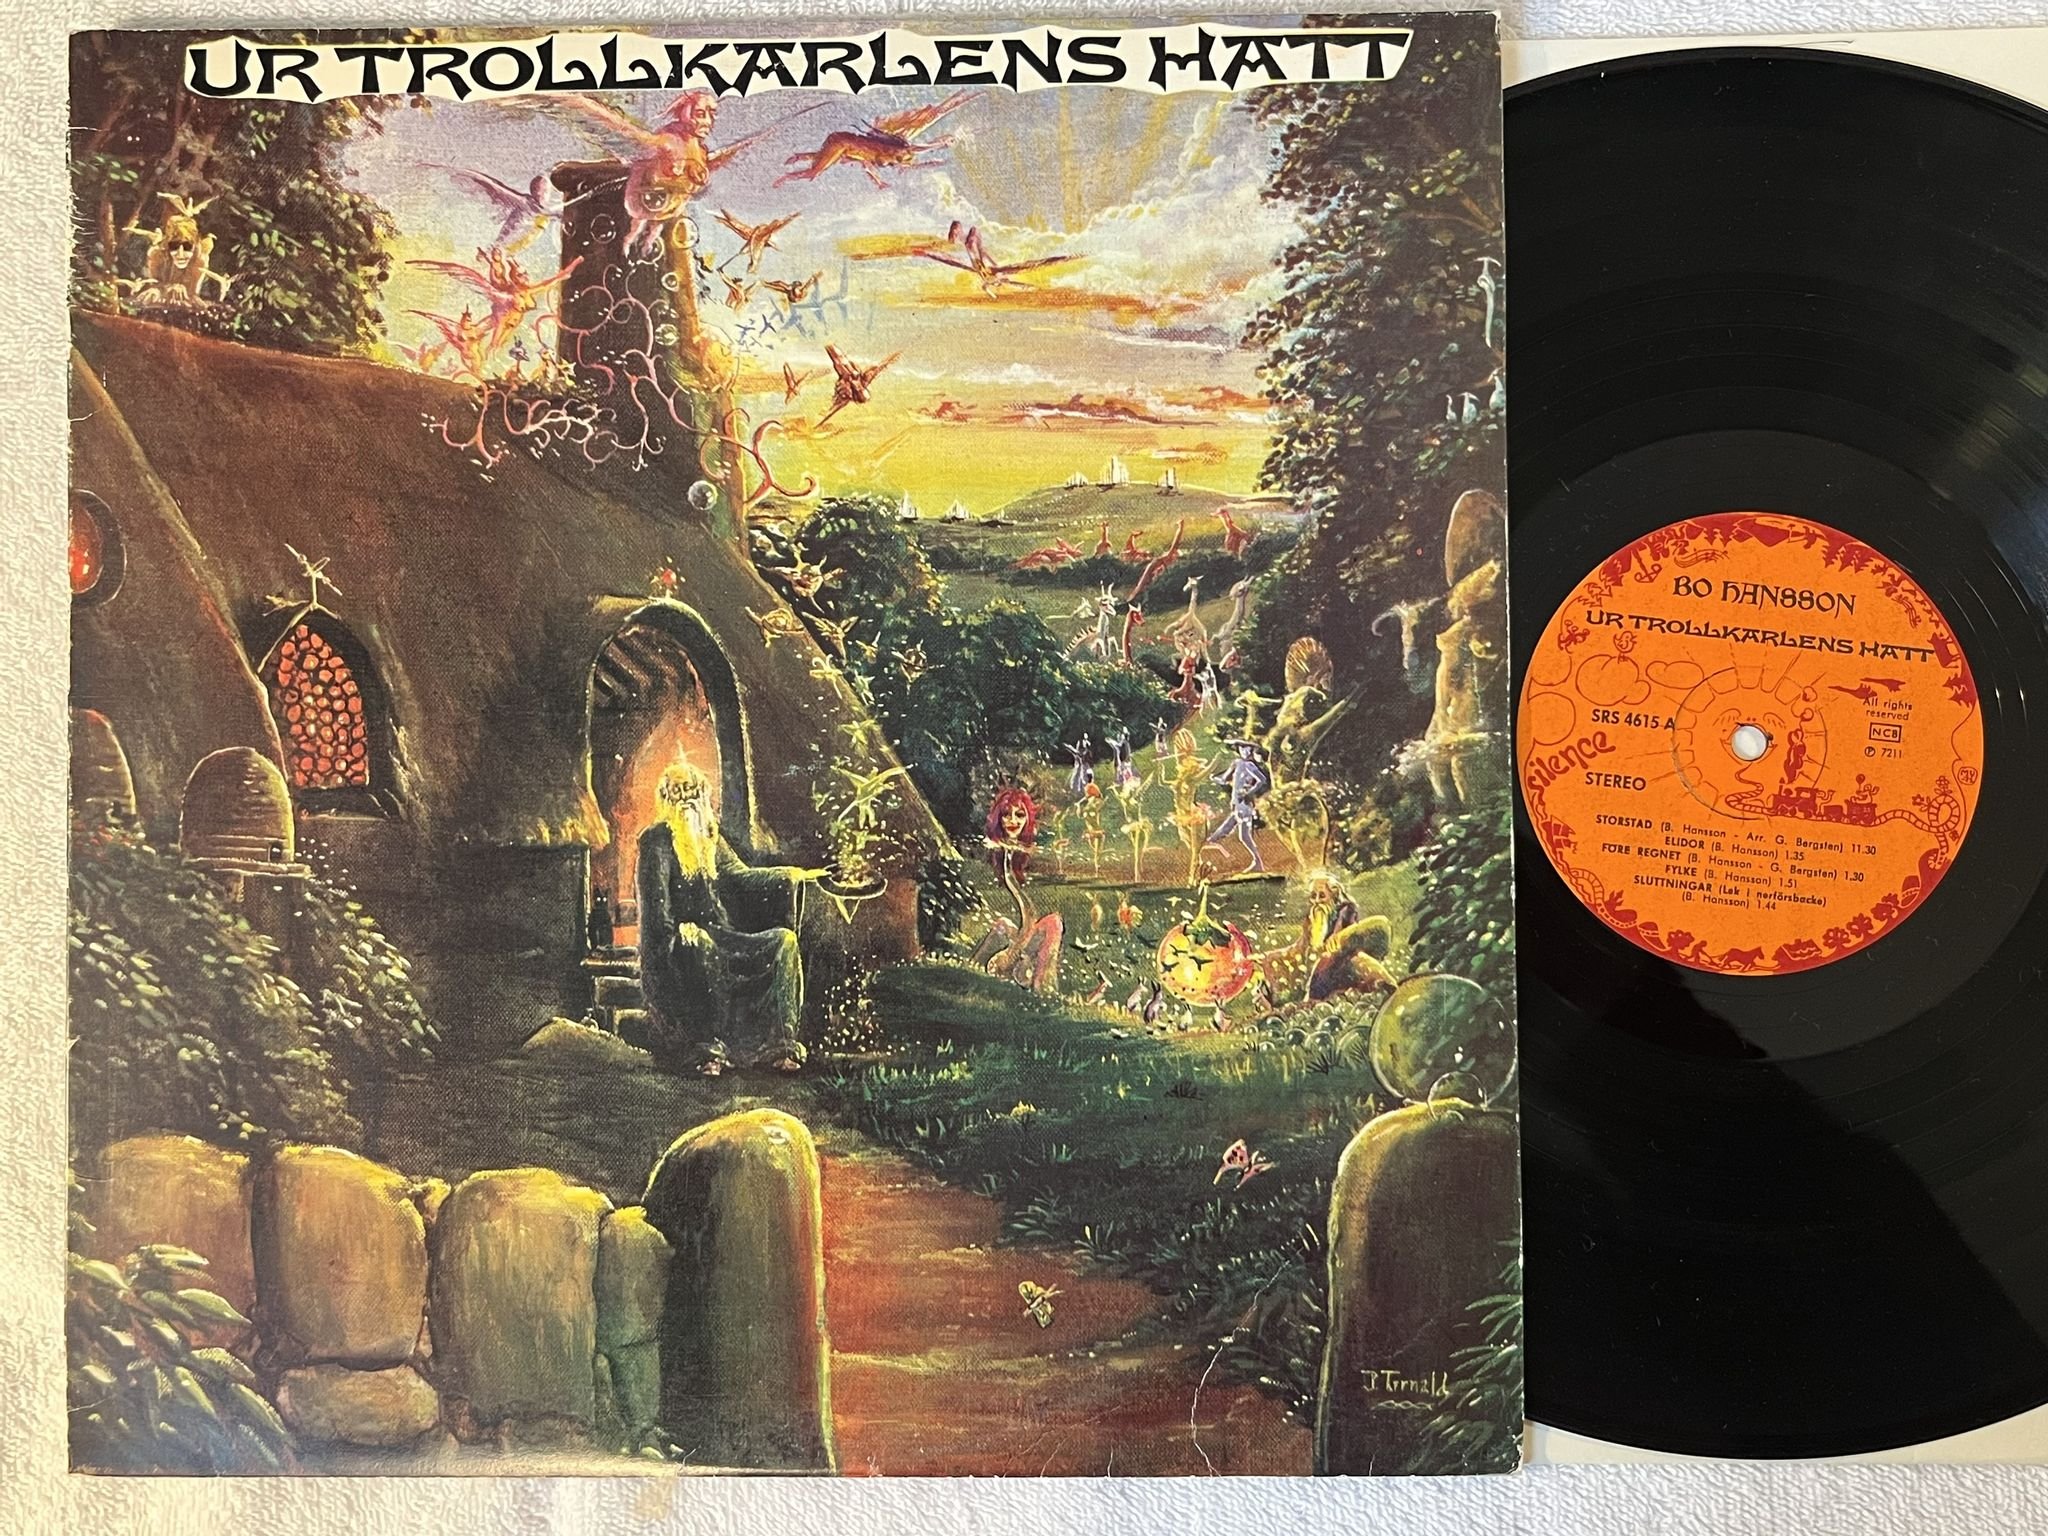 UR TROLLKARLENS HATT
P. Ternald
BO HANSSON
UR TROLLKARLENS HATT
All rights
reserved
SRS 4615 A
NCB
℗ 7211
silence
STEREO
STORSTAD (B. Hansson - Arr. G. Bergsten) 11.30
ELIDOR (B. Hansson) 1.35
FÖRE REGNET (B. Hansson - G. Bergsten) 1.30
FYLKE (B. Hansson) 1.51
SLUTTNINGAR (Lek i nerförsbacke)
(B. Hansson) 1.44